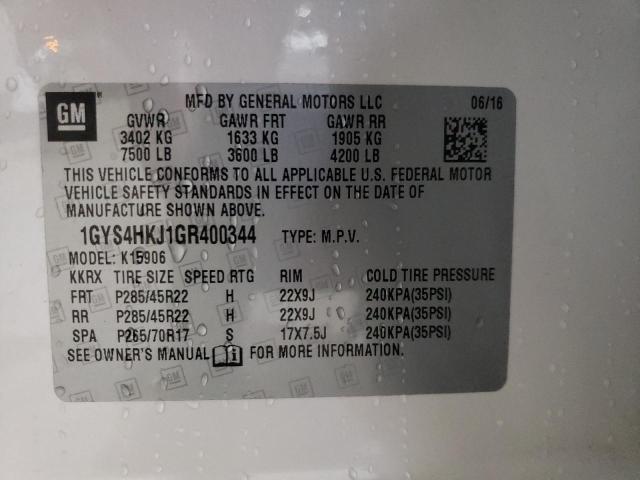 GM
MFD BY GENERAL MOTORS LLC 06/16
GVWR GAWR FRT GAWR RR
3402 KG 1633 KG 1905 KG
7500 LB 3600 LB 4200 LB
THIS VEHICLE CONFORMS TO ALL APPLICABLE U.S. FEDERAL MOTOR
VEHICLE SAFETY STANDARDS IN EFFECT ON THE DATE OF
MANUFACTURE SHOWN ABOVE.
1GYS4HKJ1GR400344 TYPE: M.P.V.
MODEL: K15906
KKRX TIRE SIZE SPEED RTG RIM COLD TIRE PRESSURE
FRT P285/45R22 H 22X9J 240KPA(35PSI)
RR P285/45R22 H 22X9J 240KPA(35PSI)
SPA P265/70R17 S 17X7.5J 240KPA(35PSI)
SEE OWNER'S MANUAL FOR MORE INFORMATION.